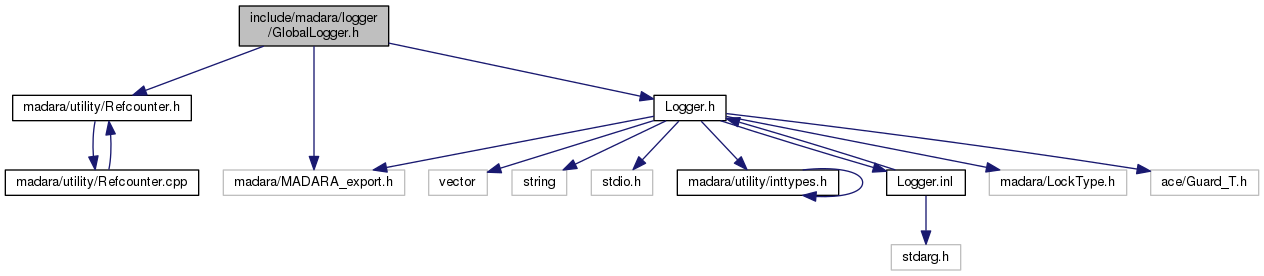 include/madara/logger
/GlobalLogger.h
madara/utility/Refcounter.h
Logger.h
madara/utility/Refcounter.cpp
madara/MADARA_export.h
vector
string
stdio.h
madara/utility/inttypes.h
Logger.inl
madara/LockType.h
ace/Guard_T.h
stdarg.h